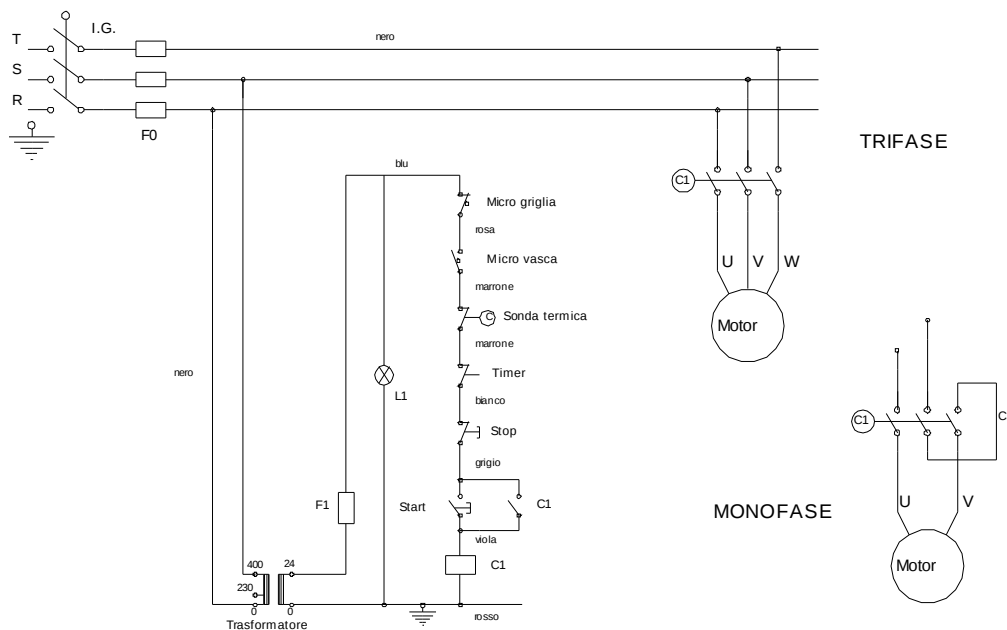 I.G.
T
nero
S
R
F0
TRIFASE
blu
C1
Micro griglia
rosa
Micro vasca
U V W
marrone
C Sonda termica
Motor
marrone
nero
Timer
L1
bianco
C1
C
Stop
grigio
F1
Start
C1
U V
MONOFASE
viola
400 24
C1
Motor
230
0 0
rosso
Trasformatore